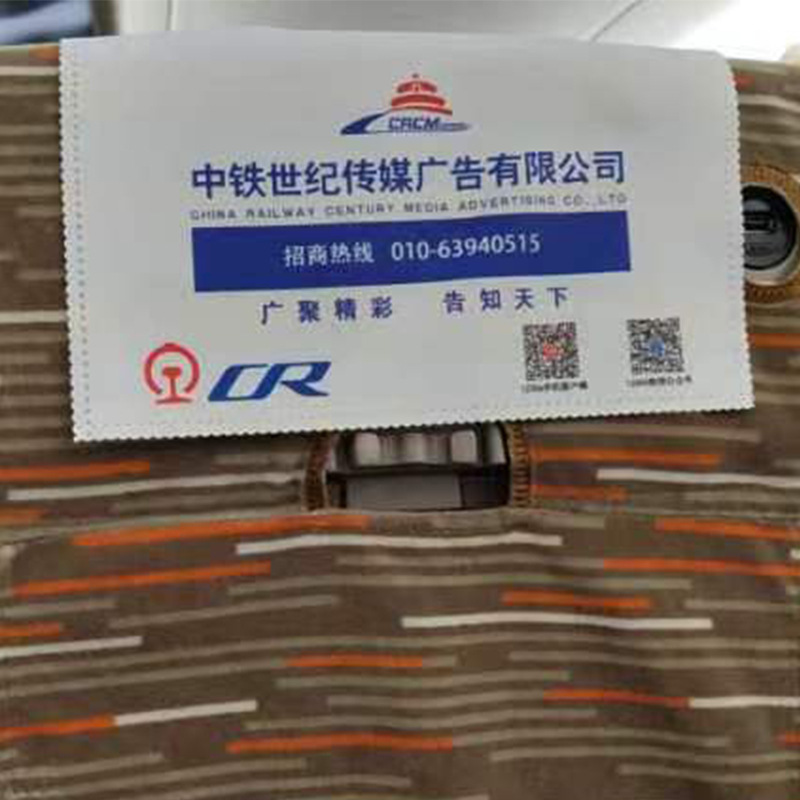 CRCM
中铁世纪传媒广告有限公司
CHINA RAILWAY CENTURY MEDIA ADVERTISING CO.,LTD
招商热线 010-63940515
广聚精彩 告知天下
CR